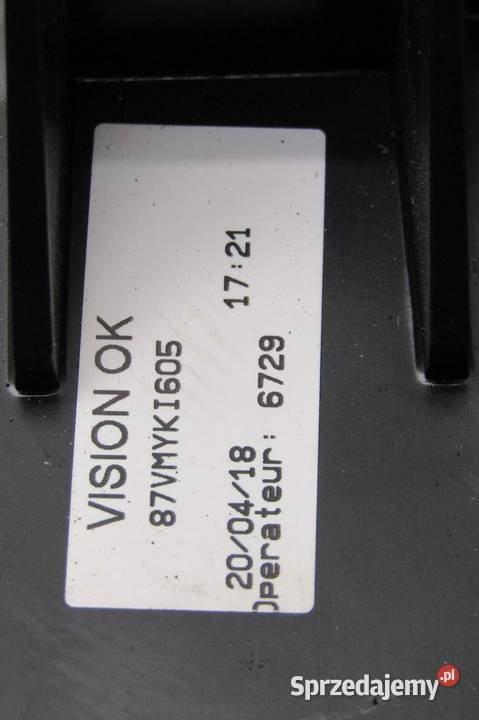 VISION OK
87VMYKI605
20/04/18 17:21
Operateur: 6729
Sprzedajemy.pl